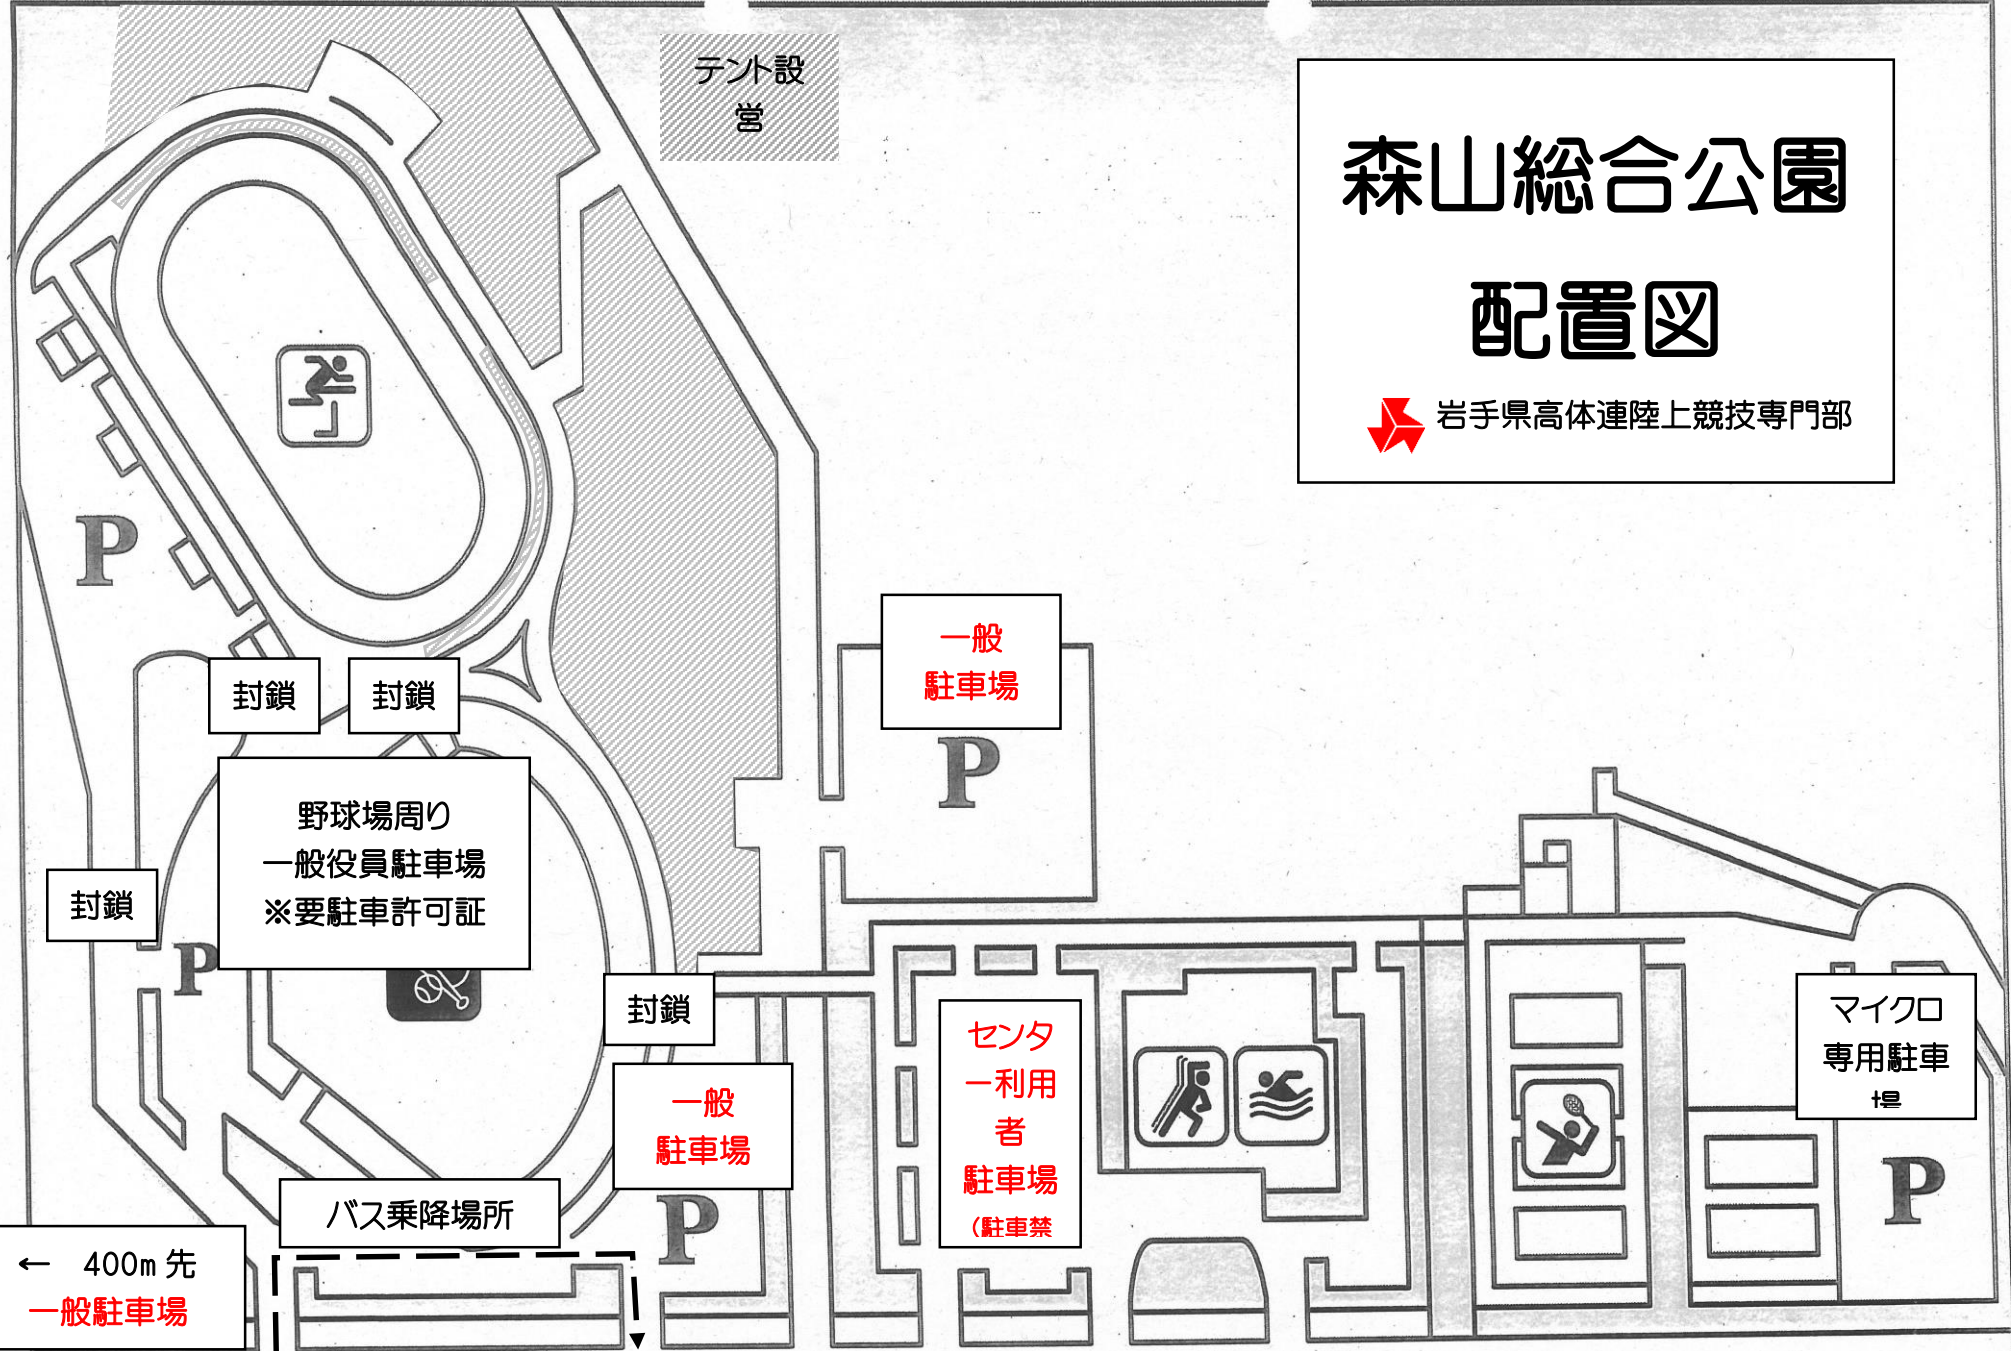 テント設
営
森山総合公園
配置図
岩手県高体連陸上競技専門部
P
一般
駐車場
P
封鎖
封鎖
野球場周り
一般役員駐車場
※要駐車許可証
封鎖
P
封鎖
一般
駐車場
P
センタ
ー利用
者
駐車場
（駐車禁
マイクロ
専用駐車
場
P
バス乗降場所
← 400m先
一般駐車場